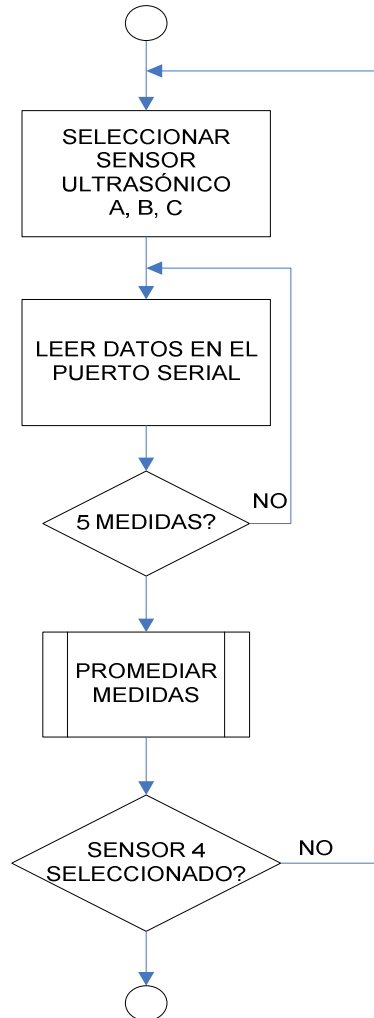 SELECCIONAR
SENSOR
ULTRASÓNICO
A, B, C
LEER DATOS EN EL
PUERTO SERIAL
5 MEDIDAS?
NO
PROMEDIAR
MEDIDAS
SENSOR 4
SELECCIONADO?
NO